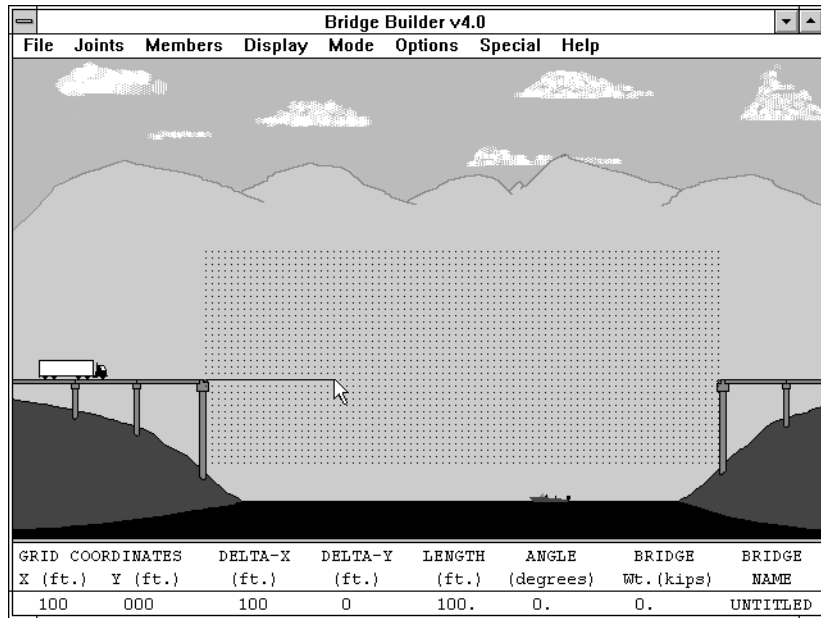 Bridge Builder v4.0
File Joints Members Display Mode Options Special Help
GRID COORDINATES DELTA-X DELTA-Y LENGTH ANGLE BRIDGE BRIDGE
X (ft.) Y (ft.) (ft.) (ft.) (ft.) (degrees) Wt.(kips) NAME
100 000 100 0 100. 0. 0. UNTITLED